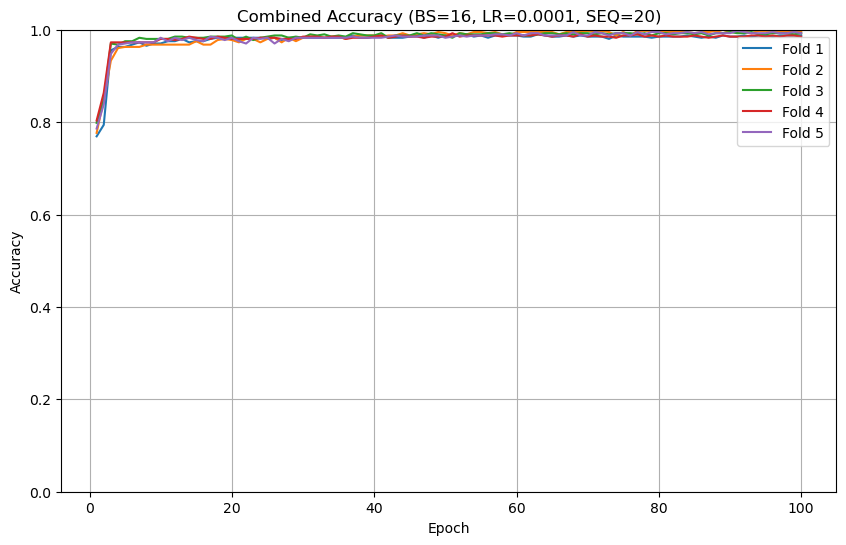 Combined Accuracy (BS=16, LR=0.0001, SEQ=20)
1.0
0.8
0.6
0.4
0.2
0.0
Accuracy
Fold 1
Fold 2
Fold 3
Fold 4
Fold 5
0 20 40 60 80 100
Epoch